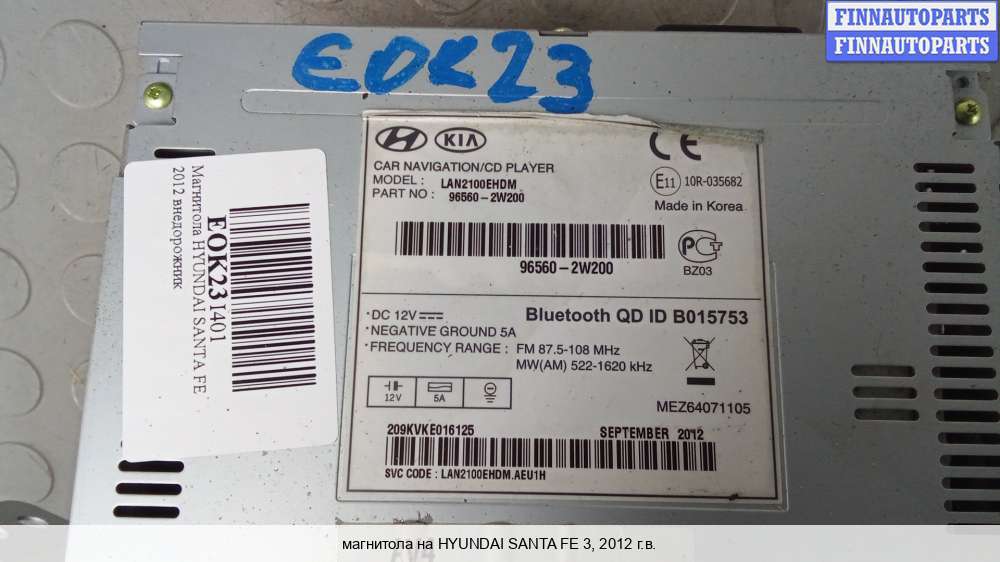 FINNAUTOPARTS
FINNAUTOPARTS
EOK23
KIA
CAR NAVIGATION/CD PLAYER
MODEL : LAN2100EHDM
PART NO : 96560-2W200
CE
E11 10R-035682
Made in Korea
96560-2W200
BZ03
Магнитола HYUNDAI SANTA FE
2012 внедорожник
EOK231401
*DC 12V
*NEGATIVE GROUND 5A
*FREQUENCY RANGE : FM 87.5-108 MHz
MW(AM) 522-1620 kHz
Bluetooth QD ID B015753
12V
5A
MEZ64071105
209KVKE016125
SEPTEMBER 2012
SVC CODE : LAN2100EHDM.AEU1H
магнитола на HYUNDAI SANTA FE 3, 2012 г.в.